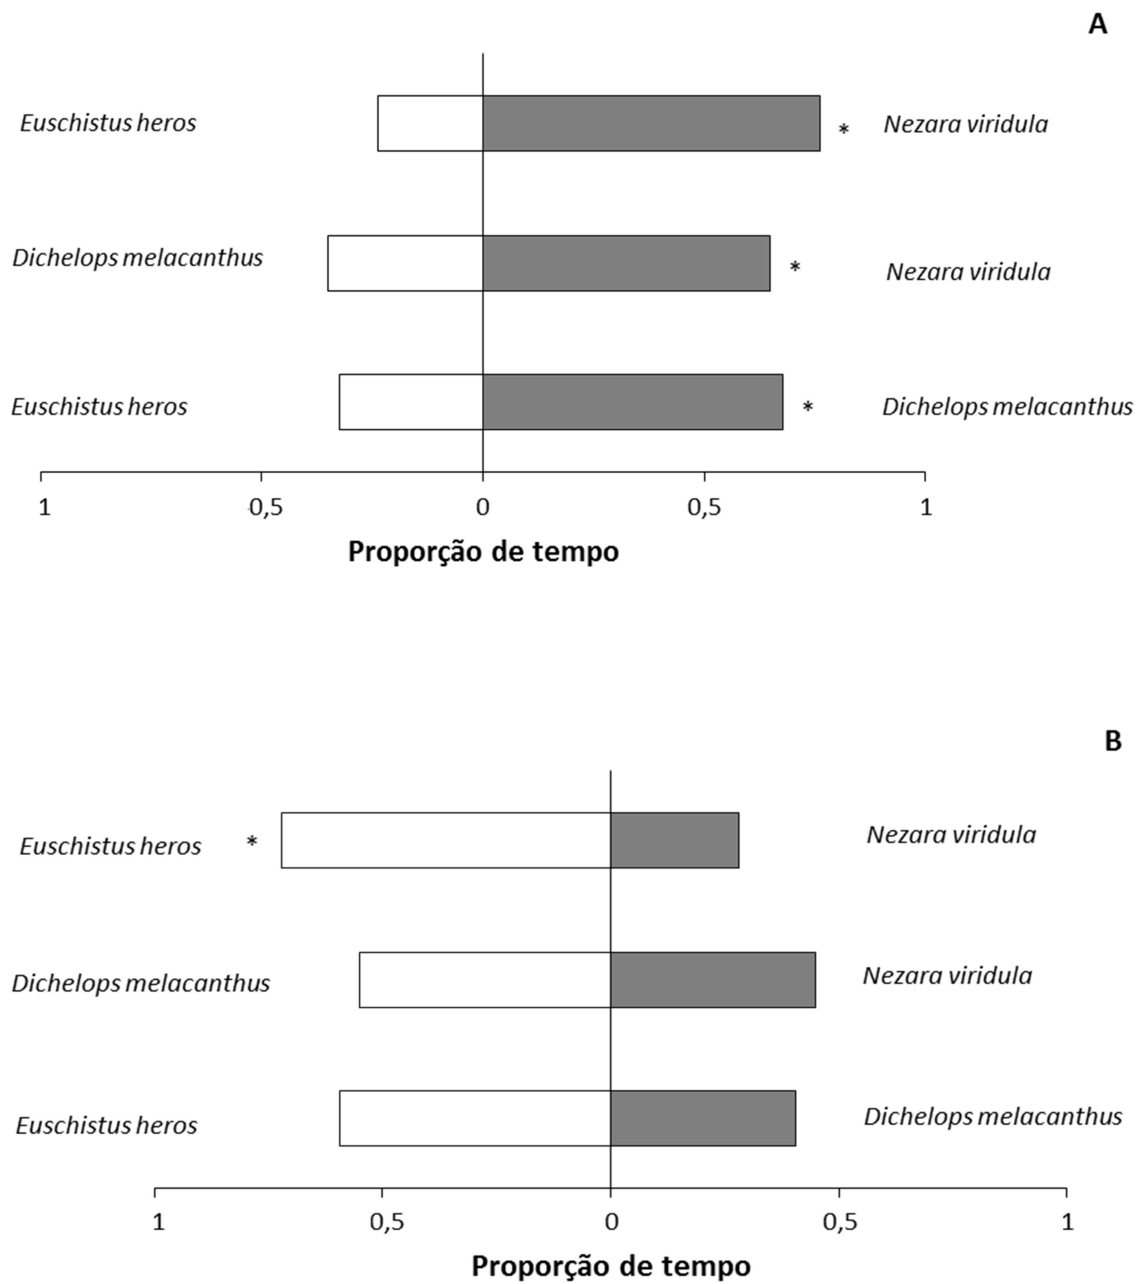 A
Euschistus heros * Nezara viridula
Dichelops melacanthus * Nezara viridula
Euschistus heros * Dichelops melacanthus
1 0,5 0 0,5 1
Proporção de tempo
B
Euschistus heros * Nezara viridula
Dichelops melacanthus Nezara viridula
Euschistus heros Dichelops melacanthus
1 0,5 0 0,5 1
Proporção de tempo